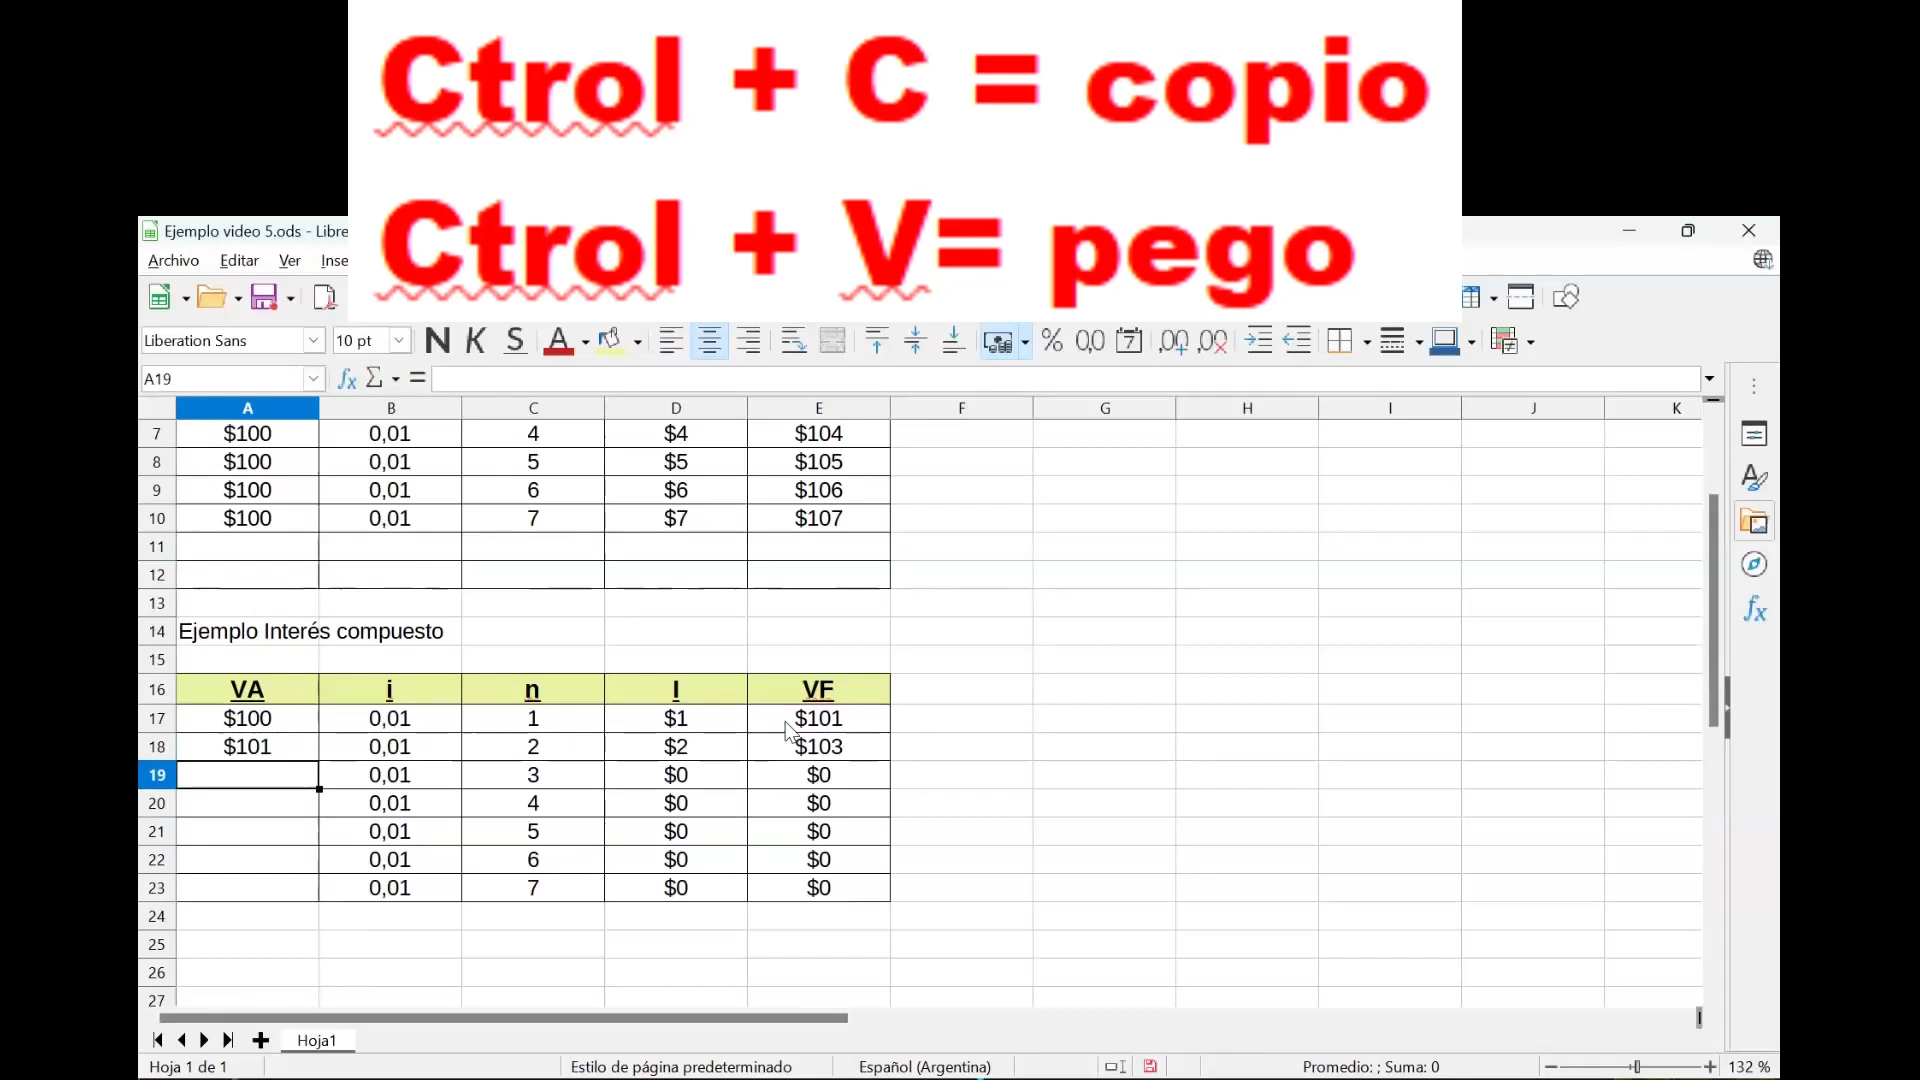 Ctrol + C = copio
Ctrol + V= pego
Ejemplo video 5.ods - Libre
Archivo Editar Ver Inse
Liberation Sans 10 pt N K S A % 0,0 7 ,00 ,00
A19 fx Σ =
A B C D E F G H I J K
7 $100 0,01 4 $4 $104
8 $100 0,01 5 $5 $105
9 $100 0,01 6 $6 $106
10 $100 0,01 7 $7 $107
11
12
13
14 Ejemplo Interés compuesto
15
16 VA i n I VF
17 $100 0,01 1 $1 $101
18 $101 0,01 2 $2 $103
19 0,01 3 $0 $0
20 0,01 4 $0 $0
21 0,01 5 $0 $0
22 0,01 6 $0 $0
23 0,01 7 $0 $0
24
25
26
27
Hoja1
Hoja 1 de 1 Estilo de página predeterminado Español (Argentina) Promedio: ; Suma: 0 132 %